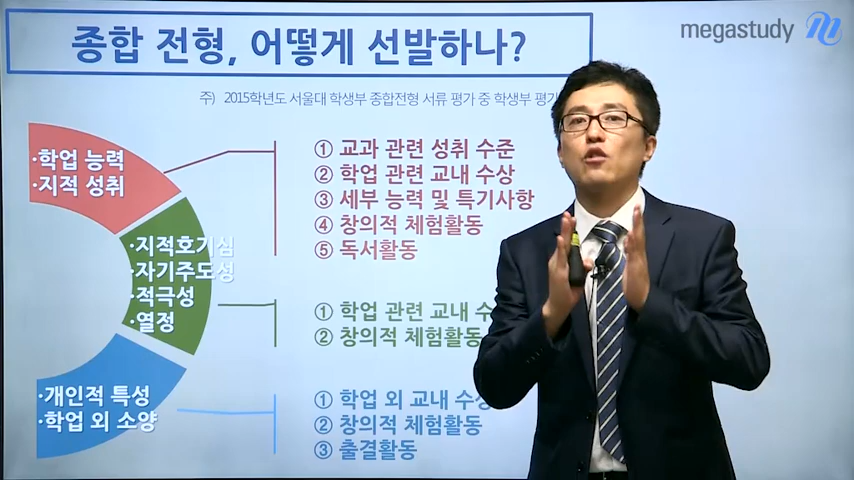 megastudy
종합 전형, 어떻게 선발하나?
주) 2015학년도 서울대 학생부 종합전형 서류 평가 중 학생부 평가
·학업 능력
·지적 성취
① 교과 관련 성취 수준
② 학업 관련 교내 수상
③ 세부 능력 및 특기사항
④ 창의적 체험활동
⑤ 독서활동
·지적호기심
·자기주도성
·적극성
·열정
① 학업 관련 교내 수
② 창의적 체험활동
·개인적 특성
·학업 외 소양
① 학업 외 교내 수상
② 창의적 체험활동
③ 출결활동